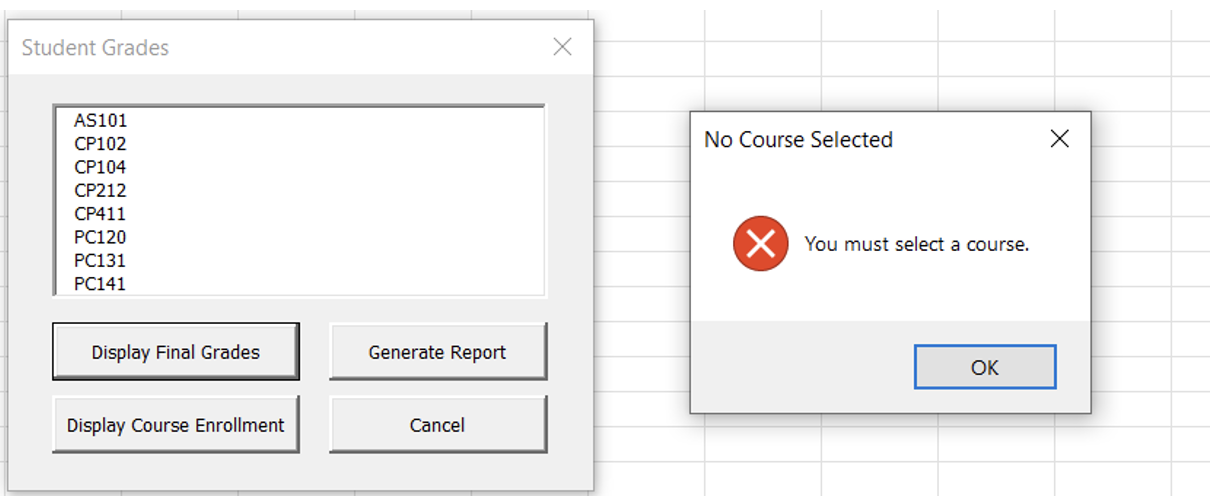 Student Grades
AS101
CP102
CP104
CP212
CP411
PC120
PC131
PC141
Display Final Grades
Generate Report
Display Course Enrollment
Cancel
No Course Selected
You must select a course.
OK